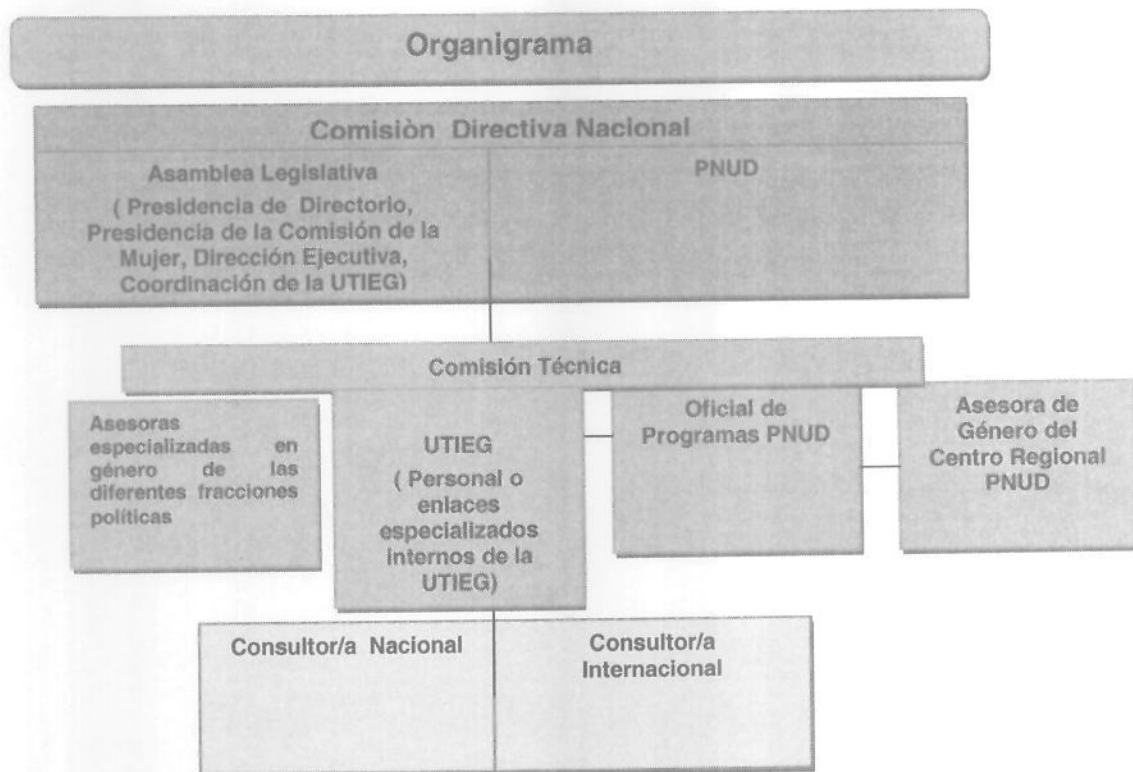 Organigrama
Comisiòn Directiva Nacional
Asamblea Legislativa
( Presidencia de Directorio,
Presidencia de la Comisión de la
Mujer, Dirección Ejecutiva,
Coordinación de la UTIEG)
PNUD
Comisión Técnica
Asesoras
especializadas en
género de las
diferentes fracciones
políticas
UTIEG
( Personal o
enlaces
especializados
internos de la
UTIEG)
Oficial de
Programas PNUD
Asesora de
Género del
Centro Regional
PNUD
Consultor/a Nacional
Consultor/a
Internacional